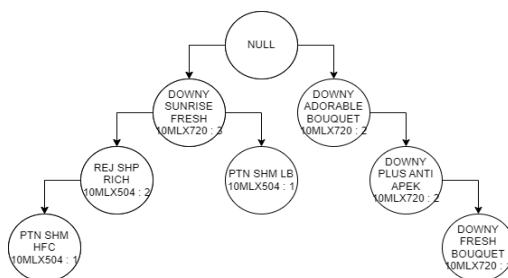 NULL
DOWNY
SUNRISE
FRESH
10MLX720 : 3
DOWNY
ADORABLE
BOUQUET
10MLX720 : 2
REJ SHP
RICH
10MLX504 : 2
PTN SHM LB
10MLX504 : 1
DOWNY
PLUS ANTI
APEK
10MLX720 : 2
PTN SHM
HFC
10MLX504 : 1
DOWNY
FRESH
BOUQUET
10MLX720 :